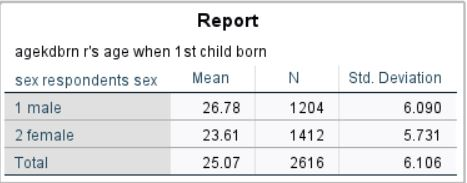 Report
agekdbrn r's age when 1st child born
sex respondents sex Mean N Std. Deviation
1 male 26.78 1204 6.090
2 female 23.61 1412 5.731
Total 25.07 2616 6.106